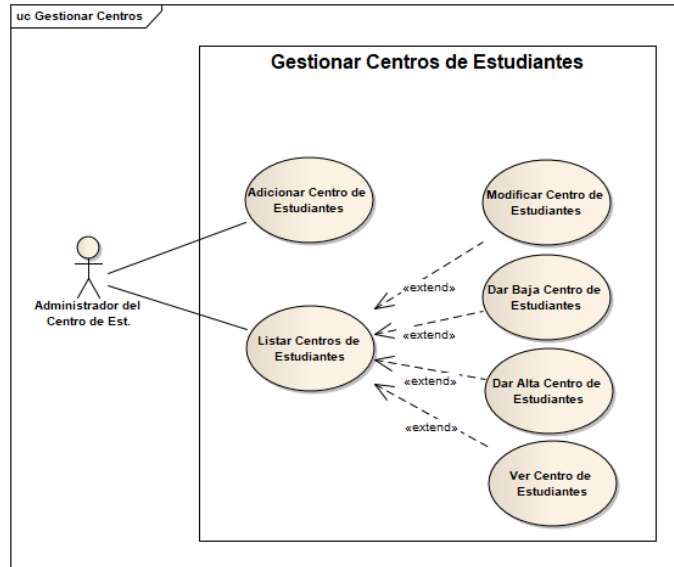 uc Gestionar Centros
Gestionar Centros de Estudiantes
Adicionar Centro de
Estudiantes
Modificar Centro de
Estudiantes
Administrador del
Centro de Est.
Listar Centros de
Estudiantes
«extend»
Dar Baja Centro de
Estudiantes
«extend»
Dar Alta Centro de
Estudiantes
«extend»
Ver Centro de
Estudiantes
«extend»